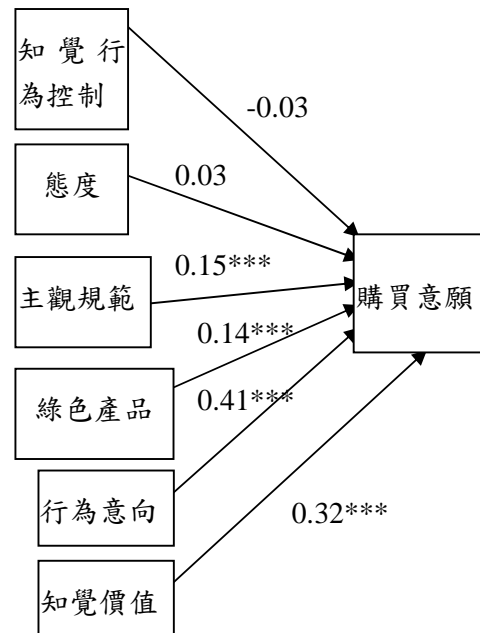 知覺行
為控制
-0.03
態度
0.03
主觀規範
0.15***
購買意願
0.14***
綠色產品
0.41***
行為意向
0.32***
知覺價值